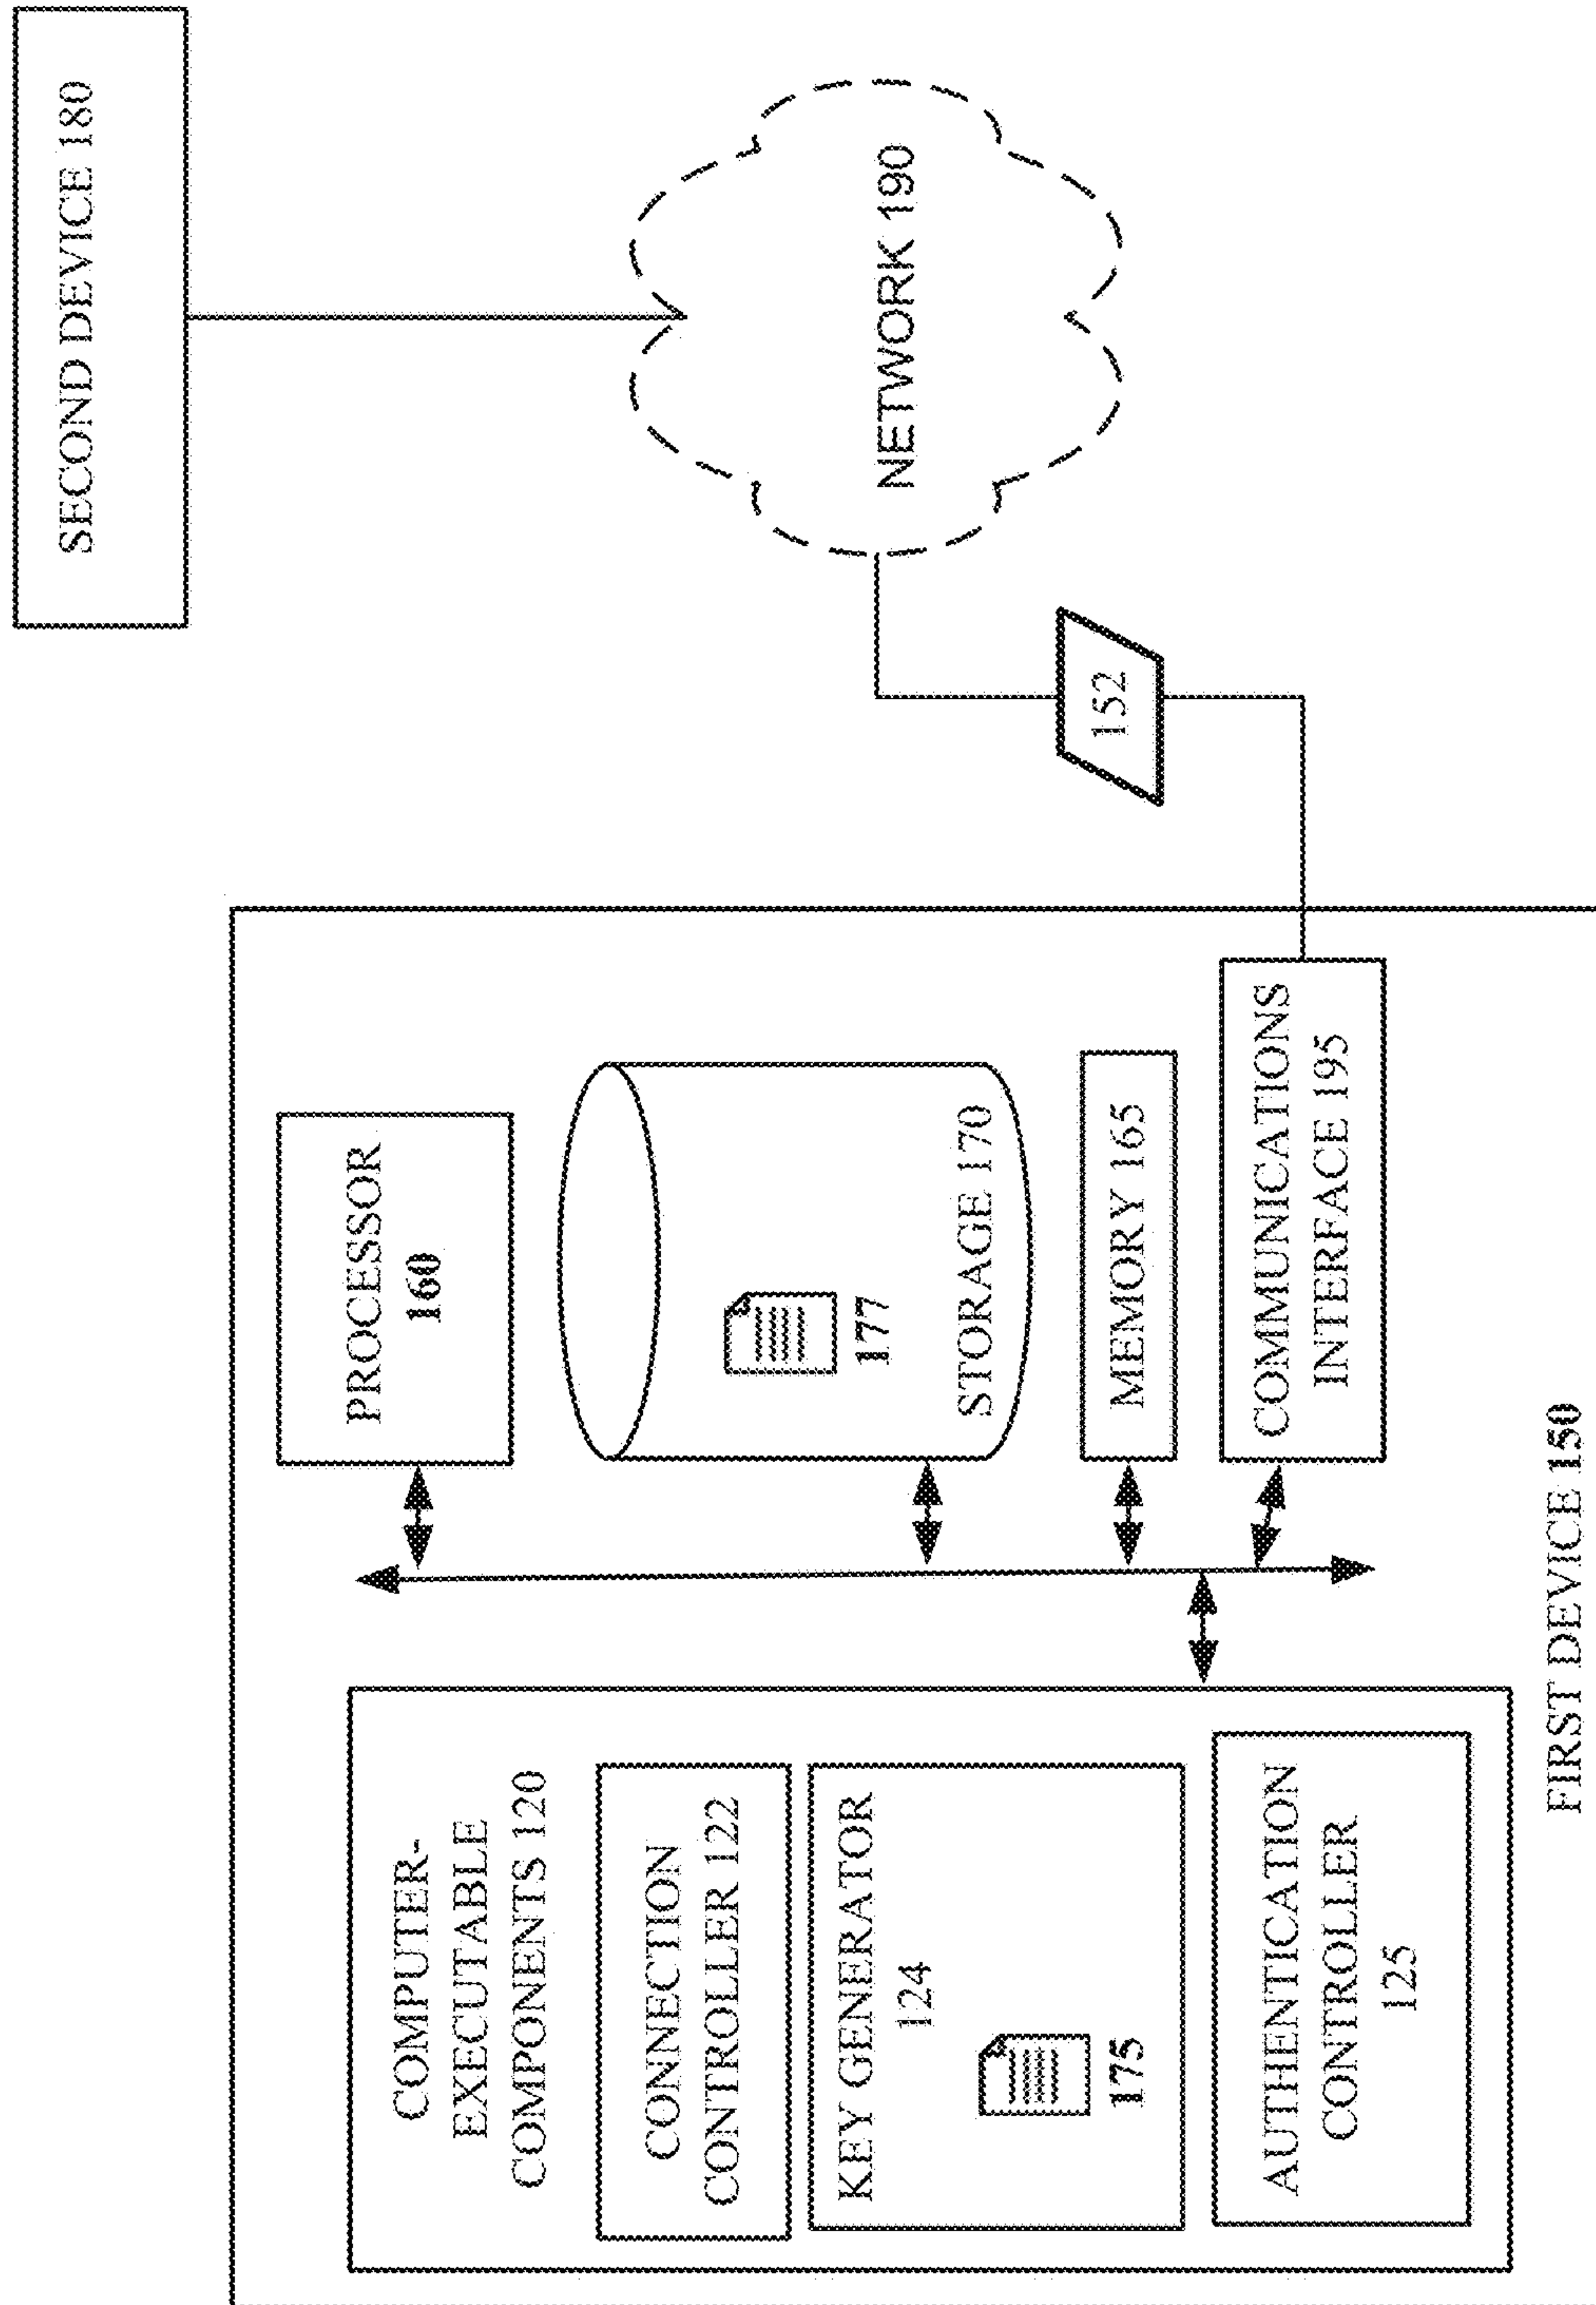 SECOND DEVICE 180
NETWORK 190
152
PROCESSOR
160
177
STORAGE 170
MEMORY 165
COMMUNICATIONS
INTERFACE 195
COMPUTER-
EXECUTABLE
COMPONENTS 120
CONNECTION
CONTROLLER 122
KEY GENERATOR
124
175
AUTHENTICATION
CONTROLLER
125
FIRST DEVICE 150